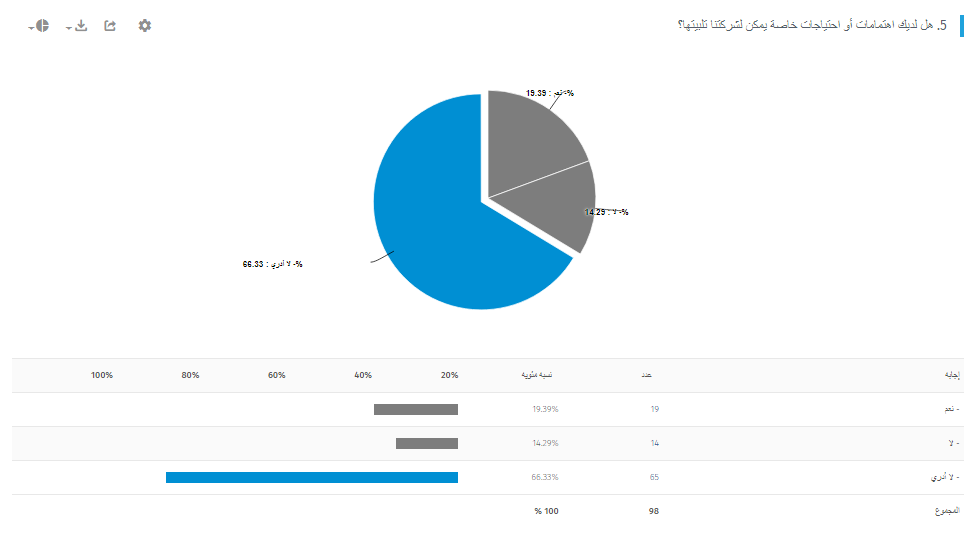 5. هل لديك اهتمامات أو احتياجات خاصة يمكن لشركتنا تلبيتها؟
%- نعم : 19.39
%- لا : 14.29
%- لا أدري : 66.33
إجابة عدد نسبة مئوية 20% 40% 60% 80% 100%
- نعم 19 19.39%
- لا 14 14.29%
- لا أدري 65 66.33%
المجموع 98 100 %